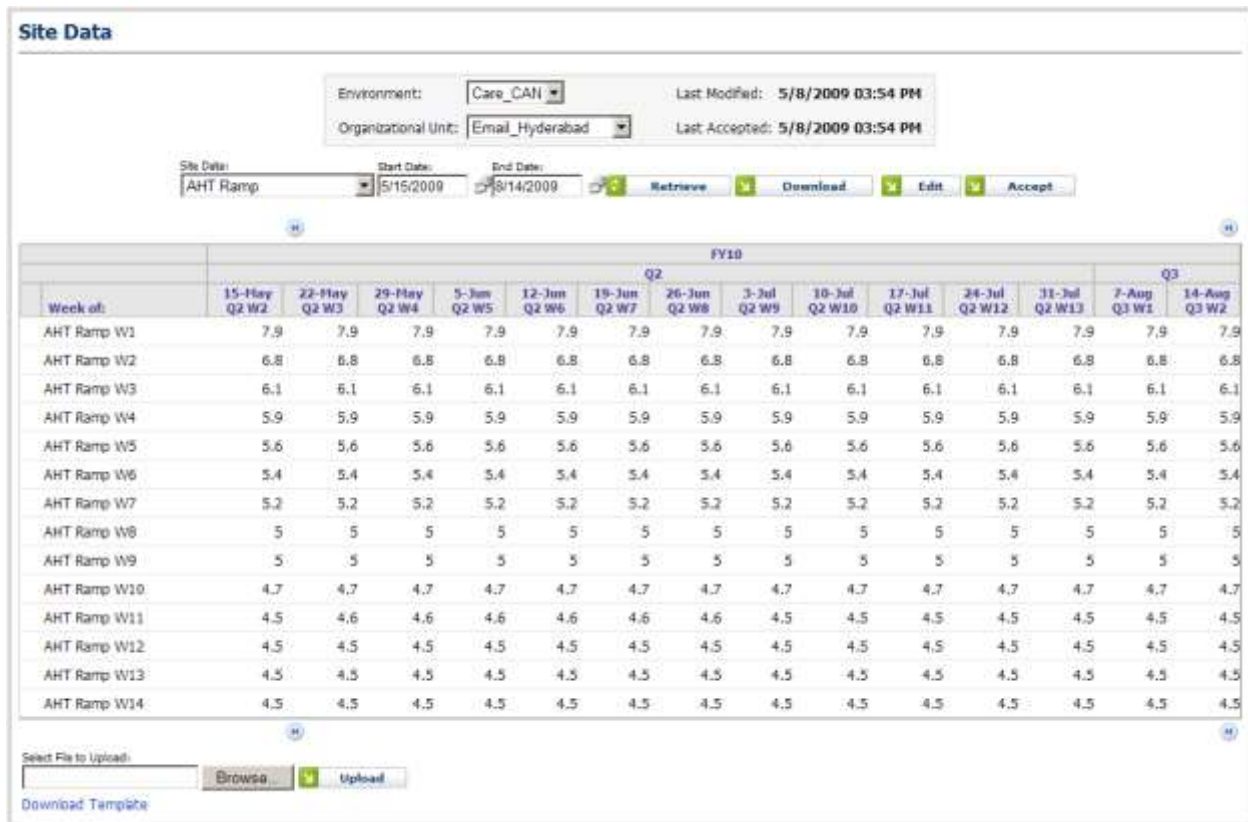 Site Data
Environment: Care_CAN Last Modified: 5/8/2009 03:54 PM
Organizational Unit: Email_Hyderabad Last Accepted: 5/8/2009 03:54 PM
Site Data: Start Date: End Date:
AHT Ramp 5/15/2009 8/14/2009 Retrieve Download Edit Accept
FY10
Q2 Q3
15-May 22-May 29-May 5-Jun 12-Jun 19-Jun 26-Jun 3-Jul 10-Jul 17-Jul 24-Jul 31-Jul 7-Aug 14-Aug
Week of: Q2 W2 Q2 W3 Q2 W4 Q2 W5 Q2 W6 Q2 W7 Q2 W8 Q2 W9 Q2 W10 Q2 W11 Q2 W12 Q2 W13 Q3 W1 Q3 W2
AHT Ramp W1 7.9 7.9 7.9 7.9 7.9 7.9 7.9 7.9 7.9 7.9 7.9 7.9 7.9 7.9
AHT Ramp W2 6.8 6.8 6.8 6.8 6.8 6.8 6.8 6.8 6.8 6.8 6.8 6.8 6.8 6.8
AHT Ramp W3 6.1 6.1 6.1 6.1 6.1 6.1 6.1 6.1 6.1 6.1 6.1 6.1 6.1 6.1
AHT Ramp W4 5.9 5.9 5.9 5.9 5.9 5.9 5.9 5.9 5.9 5.9 5.9 5.9 5.9 5.9
AHT Ramp W5 5.6 5.6 5.6 5.6 5.6 5.6 5.6 5.6 5.6 5.6 5.6 5.6 5.6 5.6
AHT Ramp W6 5.4 5.4 5.4 5.4 5.4 5.4 5.4 5.4 5.4 5.4 5.4 5.4 5.4 5.4
AHT Ramp W7 5.2 5.2 5.2 5.2 5.2 5.2 5.2 5.2 5.2 5.2 5.2 5.2 5.2 5.2
AHT Ramp W8 5 5 5 5 5 5 5 5 5 5 5 5 5 5
AHT Ramp W9 5 5 5 5 5 5 5 5 5 5 5 5 5 5
AHT Ramp W10 4.7 4.7 4.7 4.7 4.7 4.7 4.7 4.7 4.7 4.7 4.7 4.7 4.7 4.7
AHT Ramp W11 4.5 4.6 4.6 4.6 4.6 4.6 4.6 4.5 4.5 4.5 4.5 4.5 4.5 4.5
AHT Ramp W12 4.5 4.5 4.5 4.5 4.5 4.5 4.5 4.5 4.5 4.5 4.5 4.5 4.5 4.5
AHT Ramp W13 4.5 4.5 4.5 4.5 4.5 4.5 4.5 4.5 4.5 4.5 4.5 4.5 4.5 4.5
AHT Ramp W14 4.5 4.5 4.5 4.5 4.5 4.5 4.5 4.5 4.5 4.5 4.5 4.5 4.5 4.5
Select File to Upload:
Browse... Upload
Download Template